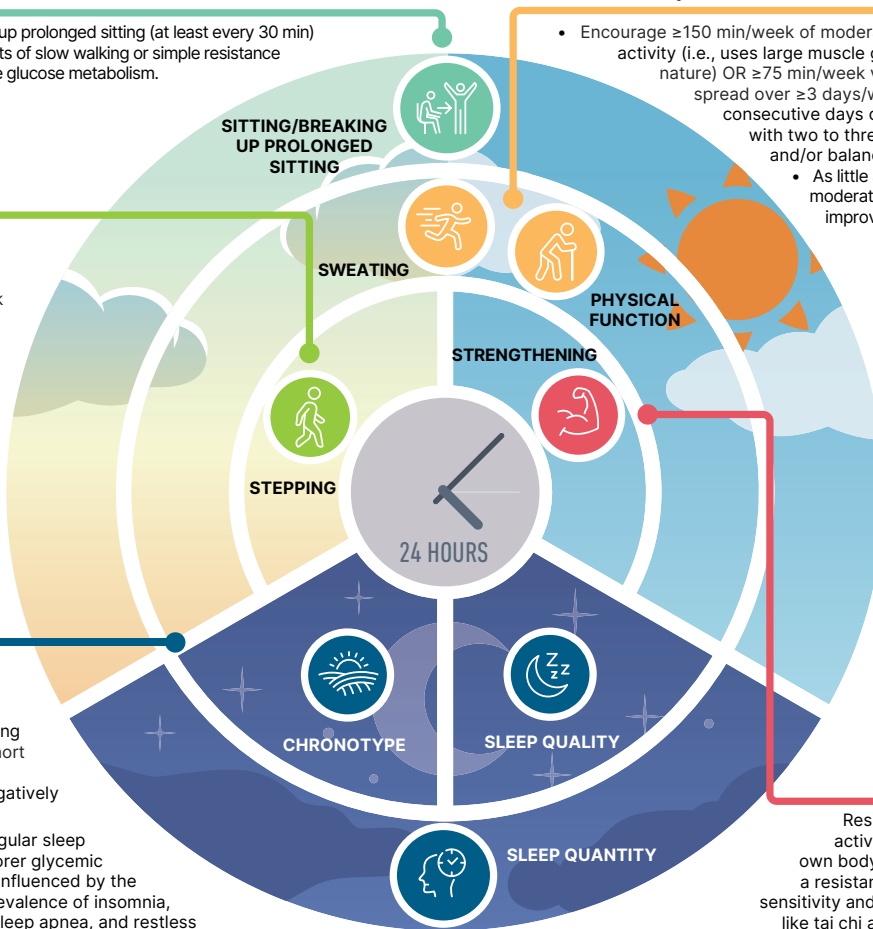 up prolonged sitting (at least every 30 min)
ts of slow walking or simple resistance
e glucose metabolism.
• Encourage ≥150 min/week of moder
activity (i.e., uses large muscle
nature) OR ≥75 min/week
spread over ≥3 days/
consecutive days
with two to thre
and/or balan
• As little
moderat
improv
SITTING/BREAKING
UP PROLONGED
SITTING
SWEATING
PHYSICAL
FUNCTION
STRENGTHENING
STEPPING
24 HOURS
CHRONOTYPE
Z Z Z Z
SLEEP QUALITY
SLEEP QUANTITY
ng
ort
gatively
gular sleep
orer glycemic
nfluenced by the
evalence of insomnia,
leep apnea, and restless
Res
activ
own body
a resistan
sensitivity and
like tai chi a